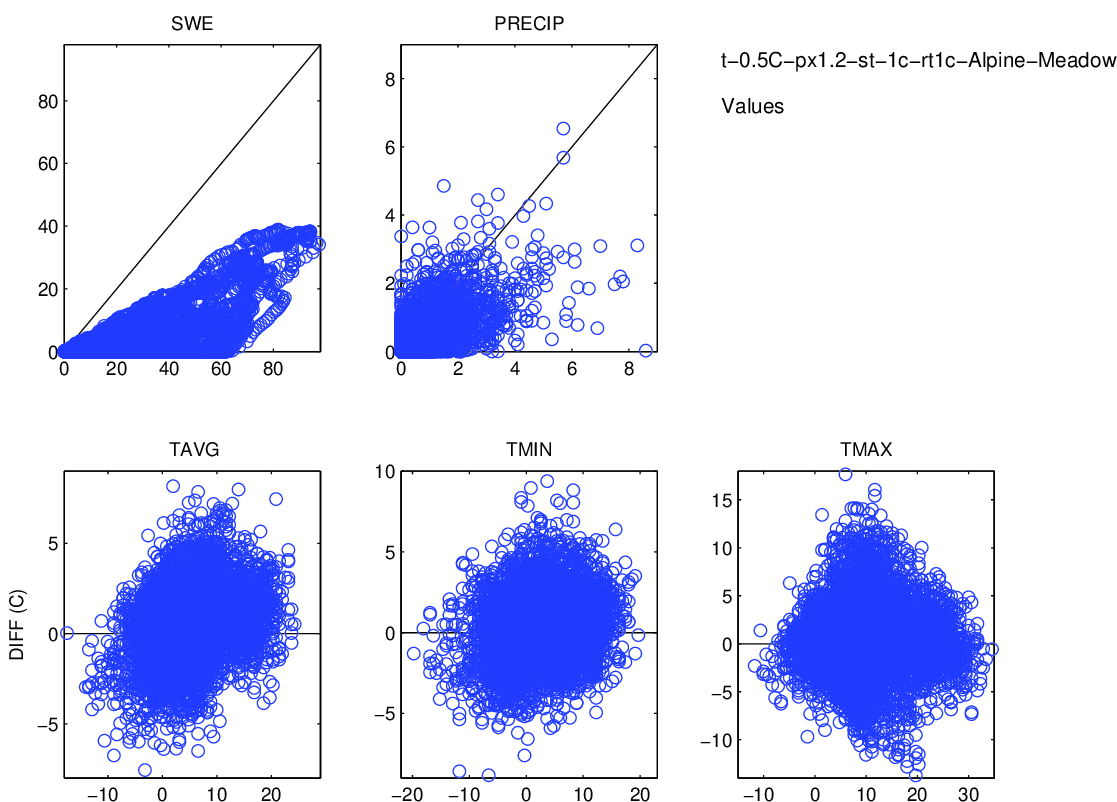 SWE
80
60
40
20
0
0 20 40 60 80
PRECIP
8
6
4
2
0
0 2 4 6 8
t−0.5C−px1.2−st−1c−rt1c−Alpine−Meadow
Values
TAVG
DIFF (C)
5
0
−5
−10 0 10 20
TMIN
10
5
0
−5
−20 −10 0 10 20
TMAX
15
10
5
0
−5
−10
−10 0 10 20 30